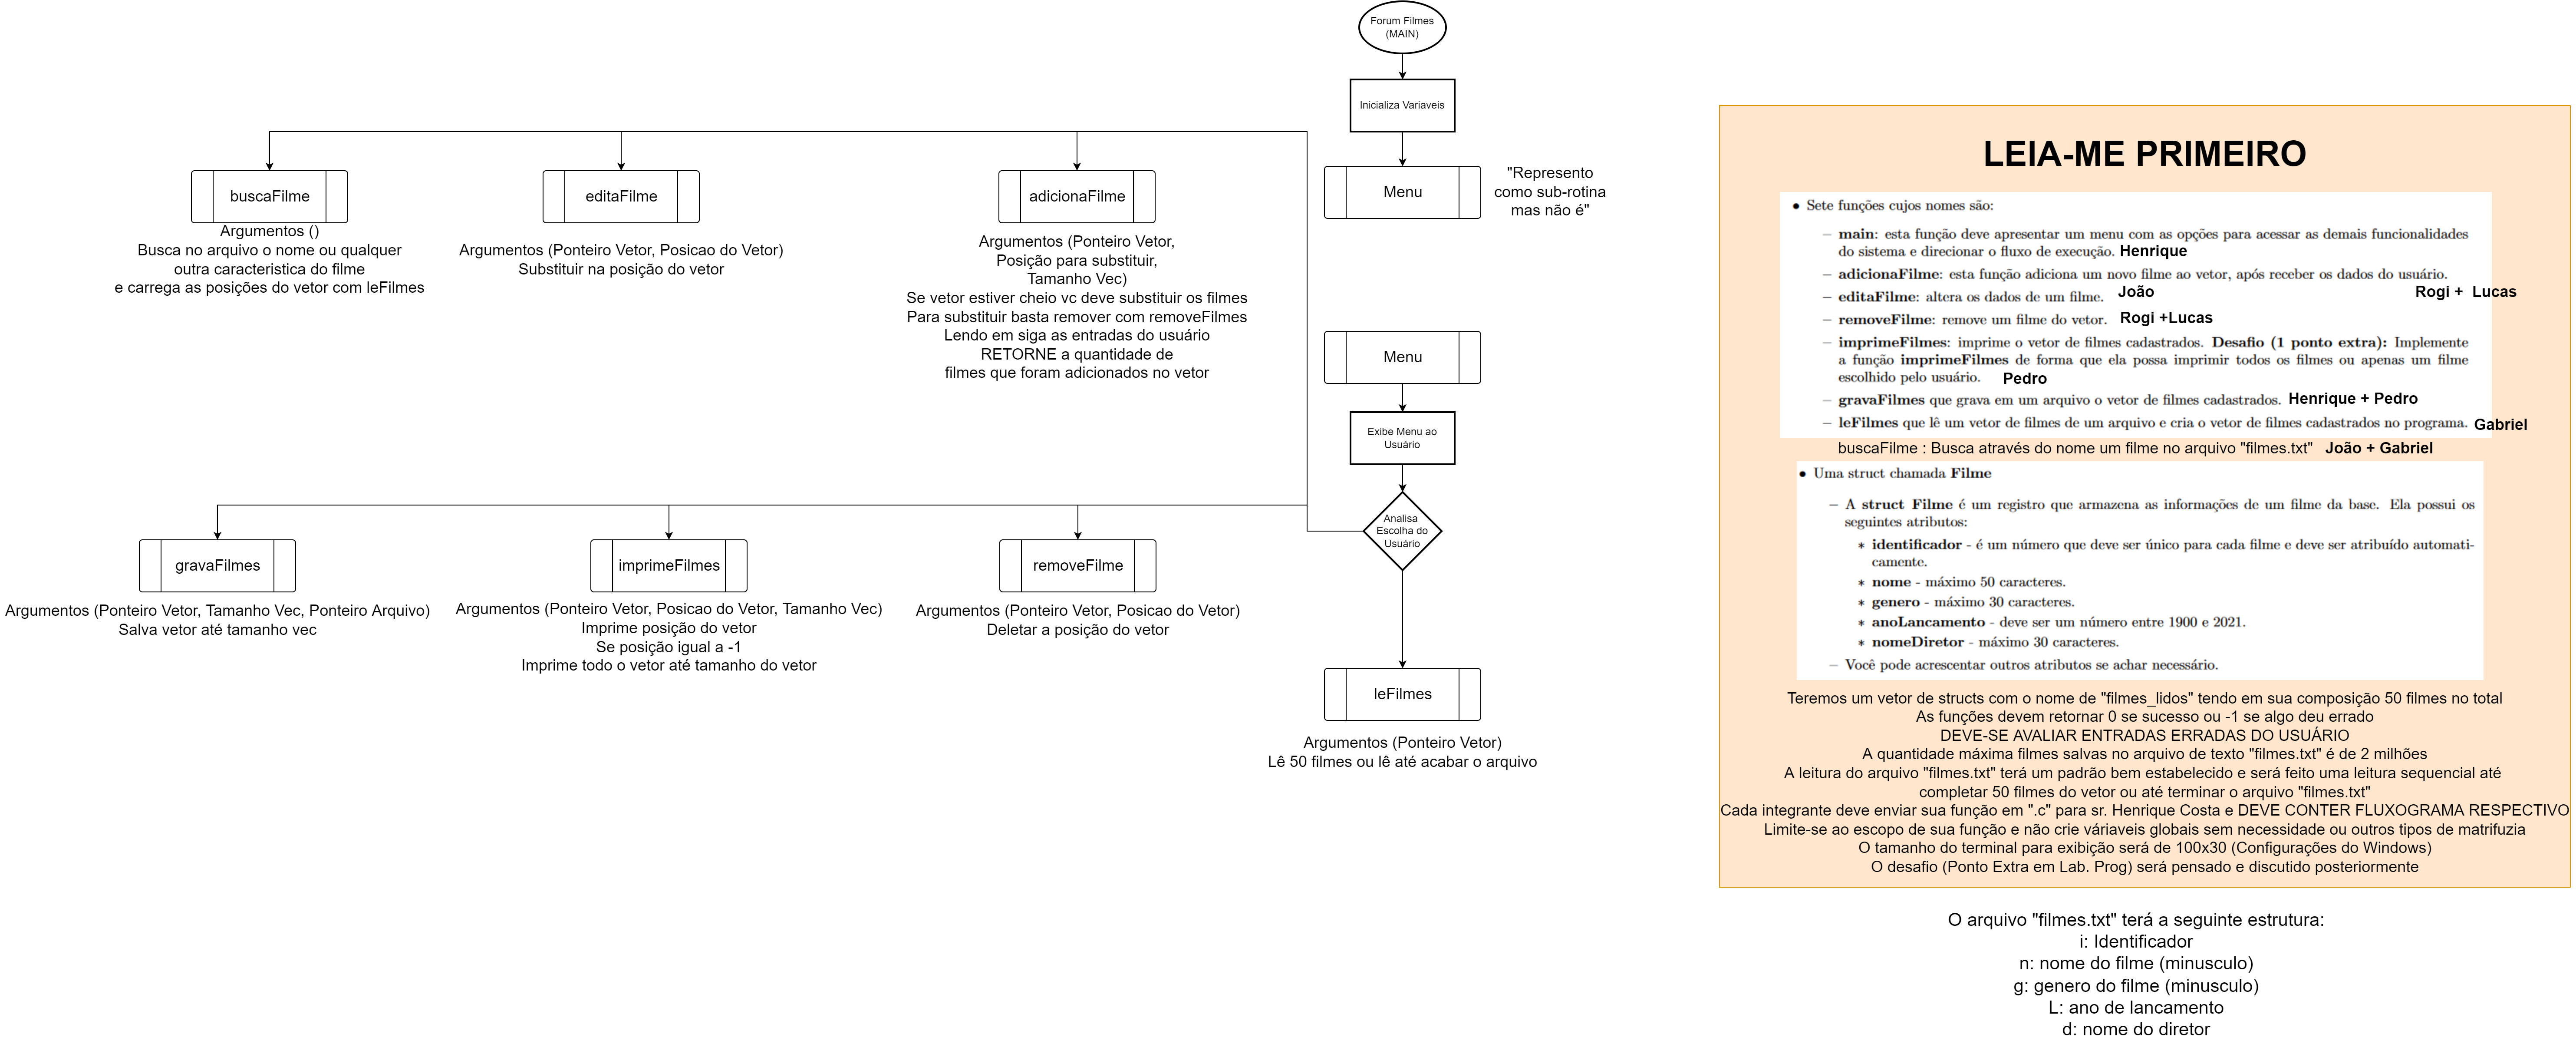 Forum Filmes
(MAIN)
Inicializa Variaveis
Menu
"Represento
como sub-rotina
mas não é"
buscaFilme
Argumentos ()
Busca no arquivo o nome ou qualquer
outra caracteristica do filme
e carrega as posições do vetor com leFilmes
editaFilme
Argumentos (Ponteiro Vetor, Posicao do Vetor)
Substituir na posição do vetor
adicionaFilme
Argumentos (Ponteiro Vetor,
Posição para substituir,
Tamanho Vec)
Se vetor estiver cheio vc deve substituir os filmes
Para substituir basta remover com removeFilmes
Lendo em siga as entradas do usuário
RETORNE a quantidade de
filmes que foram adicionados no vetor
Menu
Exibe Menu ao
Usuário
Analisa
Escolha do
Usuário
gravaFilmes
Argumentos (Ponteiro Vetor, Tamanho Vec, Ponteiro Arquivo)
Salva vetor até tamanho vec
imprimeFilmes
Argumentos (Ponteiro Vetor, Posicao do Vetor, Tamanho Vec)
Imprime posição do vetor
Se posição igual a -1
Imprime todo o vetor até tamanho do vetor
removeFilme
Argumentos (Ponteiro Vetor, Posicao do Vetor)
Deletar a posição do vetor
leFilmes
Argumentos (Ponteiro Vetor)
Lê 50 filmes ou lê até acabar o arquivo
LEIA-ME PRIMEIRO
• Sete funções cujos nomes são:
– main: esta função deve apresentar um menu com as opções para acessar as demais funcionalidades
do sistema e direcionar o fluxo de execução. Henrique
– adicionaFilme: esta função adiciona um novo filme ao vetor, após receber os dados do usuário.
Rogi + Lucas
– editaFilme: altera os dados de um filme. João
– removeFilme: remove um filme do vetor. Rogi +Lucas
– imprimeFilmes: imprime o vetor de filmes cadastrados. Desafio (1 ponto extra): Implemente
a função imprimeFilmes de forma que ela possa imprimir todos os filmes ou apenas um filme
escolhido pelo usuário. Pedro
– gravaFilmes que grava em um arquivo o vetor de filmes cadastrados. Henrique + Pedro
– leFilmes que lê um vetor de filmes de um arquivo e cria o vetor de filmes cadastrados no programa. Gabriel
buscaFilme : Busca através do nome um filme no arquivo "filmes.txt" João + Gabriel
• Uma struct chamada Filme
– A struct Filme é um registro que armazena as informações de um filme da base. Ela possui os
seguintes atributos:
* identificador - é um número que deve ser único para cada filme e deve ser atribuído automati-
camente.
* nome - máximo 50 caracteres.
* genero - máximo 30 caracteres.
* anoLancamento - deve ser um número entre 1900 e 2021.
* nomeDiretor - máximo 30 caracteres.
– Você pode acrescentar outros atributos se achar necessário.
Teremos um vetor de structs com o nome de "filmes_lidos" tendo em sua composição 50 filmes no total
As funções devem retornar 0 se sucesso ou -1 se algo deu errado
DEVE-SE AVALIAR ENTRADAS ERRADAS DO USUÁRIO
A quantidade máxima filmes salvas no arquivo de texto "filmes.txt" é de 2 milhões
A leitura do arquivo "filmes.txt" terá um padrão bem estabelecido e será feito uma leitura sequencial até
completar 50 filmes do vetor ou até terminar o arquivo "filmes.txt"
Cada integrante deve enviar sua função em ".c" para sr. Henrique Costa e DEVE CONTER FLUXOGRAMA RESPECTIVO
Limite-se ao escopo de sua função e não crie váriaveis globais sem necessidade ou outros tipos de matrifuzia
O tamanho do terminal para exibição será de 100x30 (Configurações do Windows)
O desafio (Ponto Extra em Lab. Prog) será pensado e discutido posteriormente
O arquivo "filmes.txt" terá a seguinte estrutura:
i: Identificador
n: nome do filme (minusculo)
g: genero do filme (minusculo)
L: ano de lancamento
d: nome do diretor